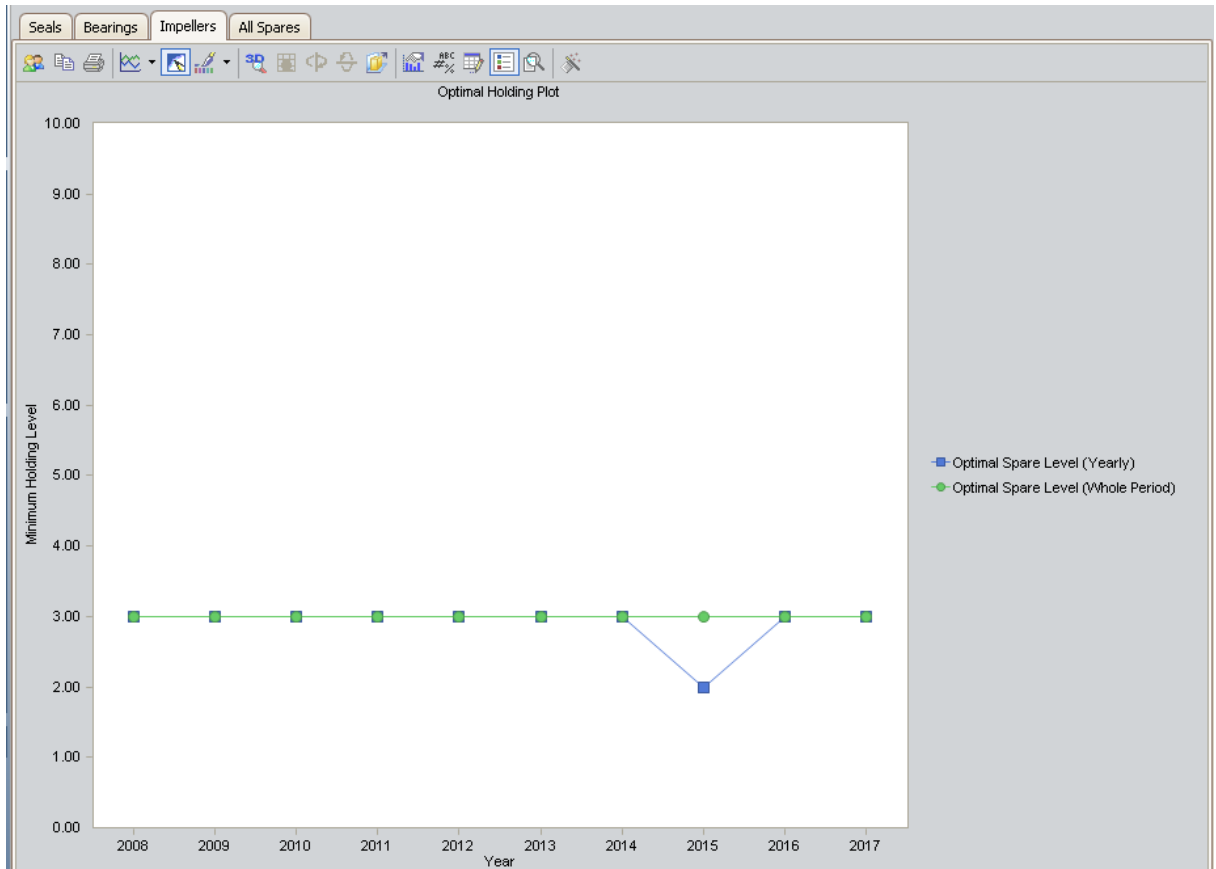 Seals Bearings Impellers All Spares
3D ABC #%
Optimal Holding Plot
10.00
9.00
8.00
7.00
6.00
5.00
4.00
3.00
2.00
1.00
0.00
Minimum Holding Level
Optimal Spare Level (Yearly)
Optimal Spare Level (Whole Period)
2008 2009 2010 2011 2012 2013 2014 2015 2016 2017
Year